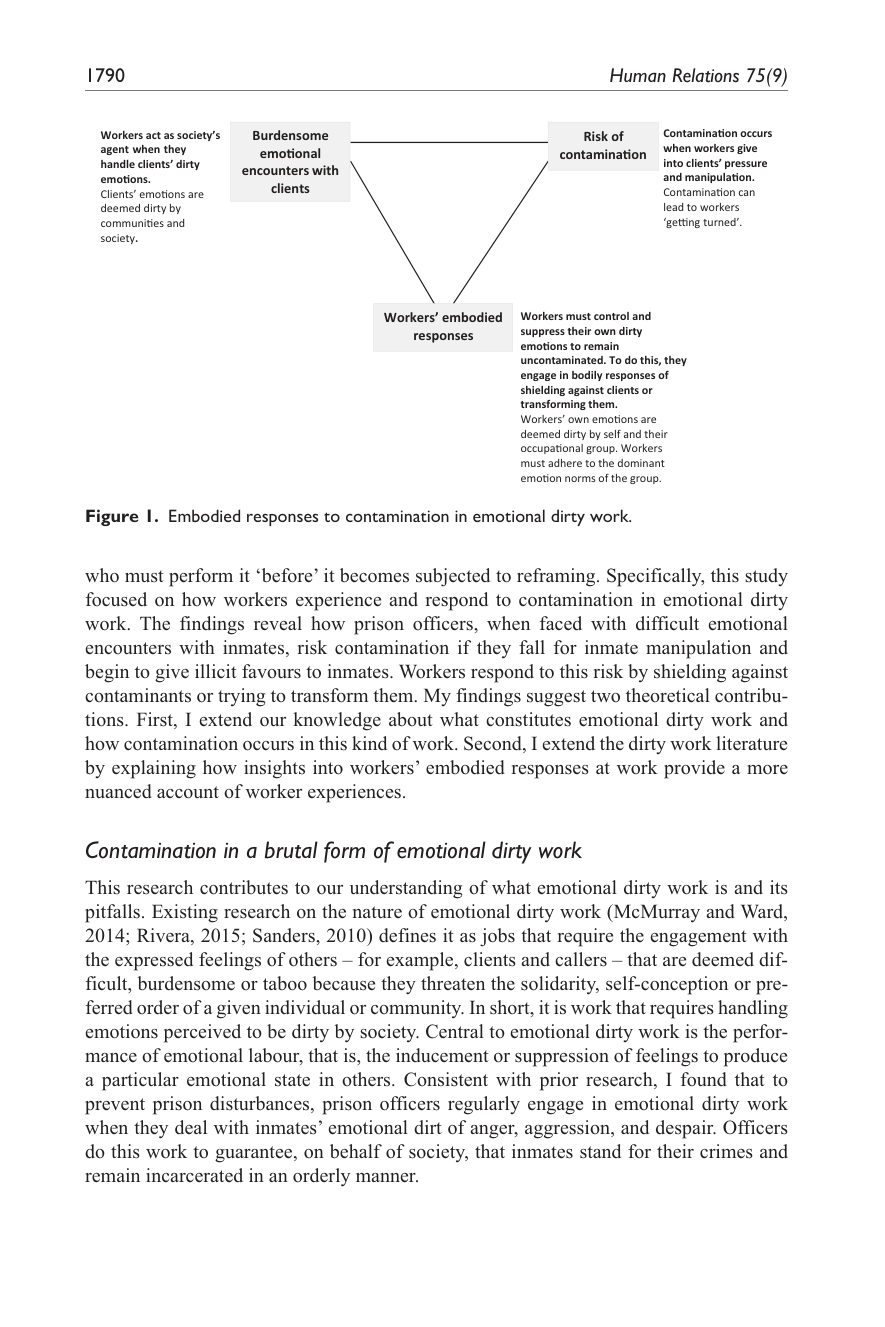 1790
Human Relations 75(9)
Workers act as society's
agent when they
handle clients' dirty
emotions.
Clients' emotions are
deemed dirty by
communities and
society.
Burdensome
emotional
encounters with
clients
Risk of
contamination
Contamination occurs
when workers give
into clients' pressure
and manipulation.
Contamination can
lead to workers
'getting turned'.
Workers' embodied
responses
Workers must control and
suppress their own dirty
emotions to remain
uncontaminated. To do this, they
engage in bodily responses of
shielding against clients or
transforming them.
Workers' own emotions are
deemed dirty by self and their
occupational group. Workers
must adhere to the dominant
emotion norms of the group.
Figure 1. Embodied responses to contamination in emotional dirty work.
who must perform it 'before' it becomes subjected to reframing. Specifically, this study
focused on how workers experience and respond to contamination in emotional dirty
work. The findings reveal how prison officers, when faced with difficult emotional
encounters with inmates, risk contamination if they fall for inmate manipulation and
begin to give illicit favours to inmates. Workers respond to this risk by shielding against
contaminants or trying to transform them. My findings suggest two theoretical contribu-
tions. First, I extend our knowledge about what constitutes emotional dirty work and
how contamination occurs in this kind of work. Second, I extend the dirty work literature
by explaining how insights into workers' embodied responses at work provide a more
nuanced account of worker experiences.
Contamination in a brutal form of emotional dirty work
This research contributes to our understanding of what emotional dirty work is and its
pitfalls. Existing research on the nature of emotional dirty work (McMurray and Ward,
2014; Rivera, 2015; Sanders, 2010) defines it as jobs that require the engagement with
the expressed feelings of others – for example, clients and callers – that are deemed dif-
ficult, burdensome or taboo because they threaten the solidarity, self-conception or pre-
ferred order of a given individual or community. In short, it is work that requires handling
emotions perceived to be dirty by society. Central to emotional dirty work is the perfor-
mance of emotional labour, that is, the inducement or suppression of feelings to produce
a particular emotional state in others. Consistent with prior research, I found that to
prevent prison disturbances, prison officers regularly engage in emotional dirty work
when they deal with inmates' emotional dirt of anger, aggression, and despair. Officers
do this work to guarantee, on behalf of society, that inmates stand for their crimes and
remain incarcerated in an orderly manner.